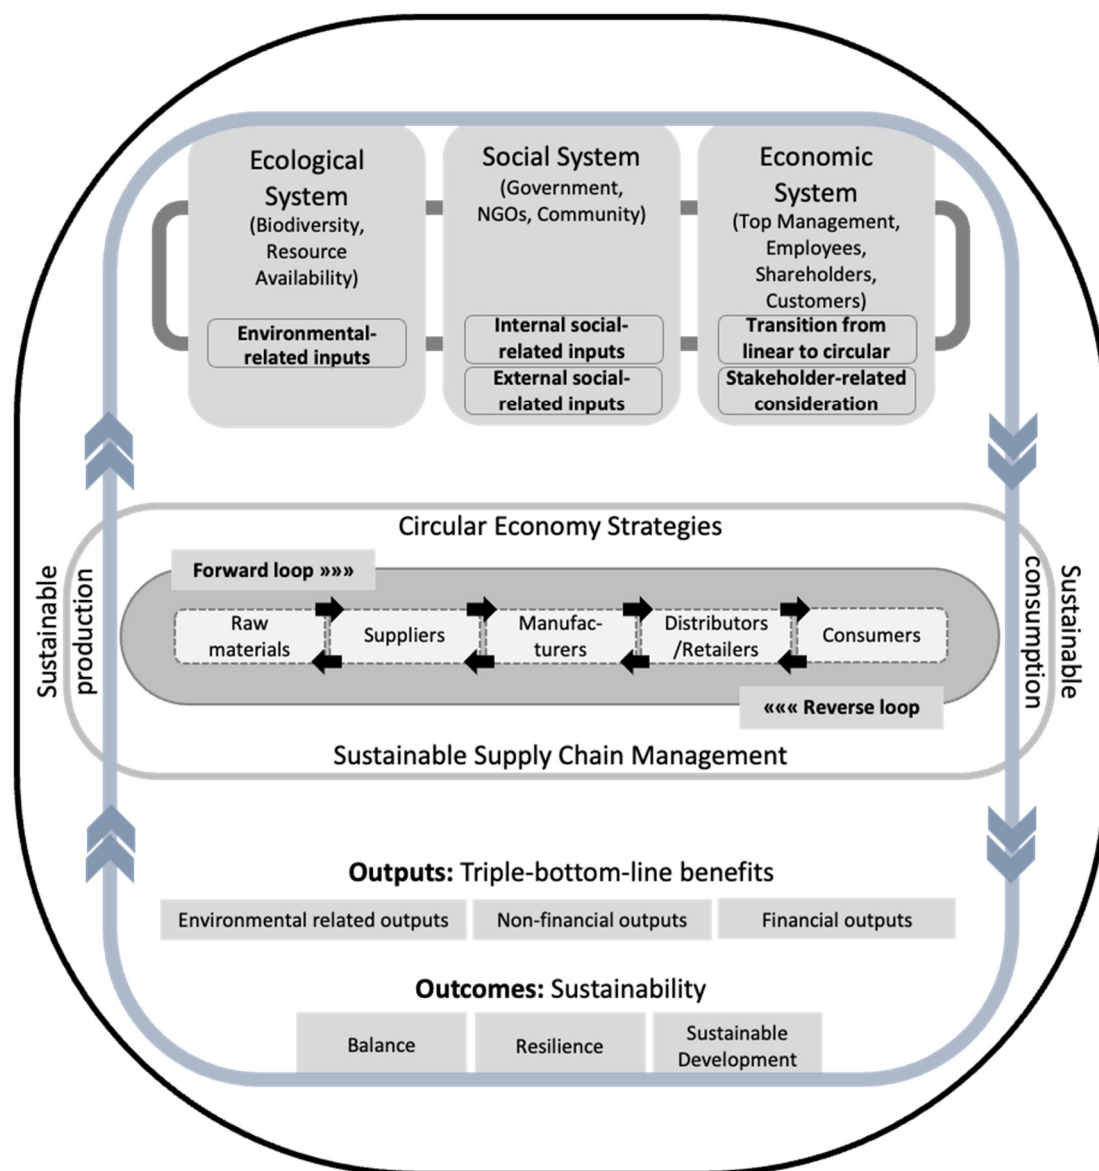 Ecological
System
(Biodiversity,
Resource
Availability)
Environmental-
related inputs
Social System
(Government,
NGOs, Community)
Internal social-
related inputs
External social-
related inputs
Economic
System
(Top Management,
Employees,
Shareholders,
Customers)
Transition from
linear to circular
Stakeholder-related
consideration
Circular Economy Strategies
Sustainable
production
Forward loop »»»
Raw
materials
Suppliers
Manufac-
turers
Distributors
/Retailers
Consumers
««« Reverse loop
Sustainable
consumption
Sustainable Supply Chain Management
Outputs: Triple-bottom-line benefits
Environmental related outputs
Non-financial outputs
Financial outputs
Outcomes: Sustainability
Balance
Resilience
Sustainable
Development